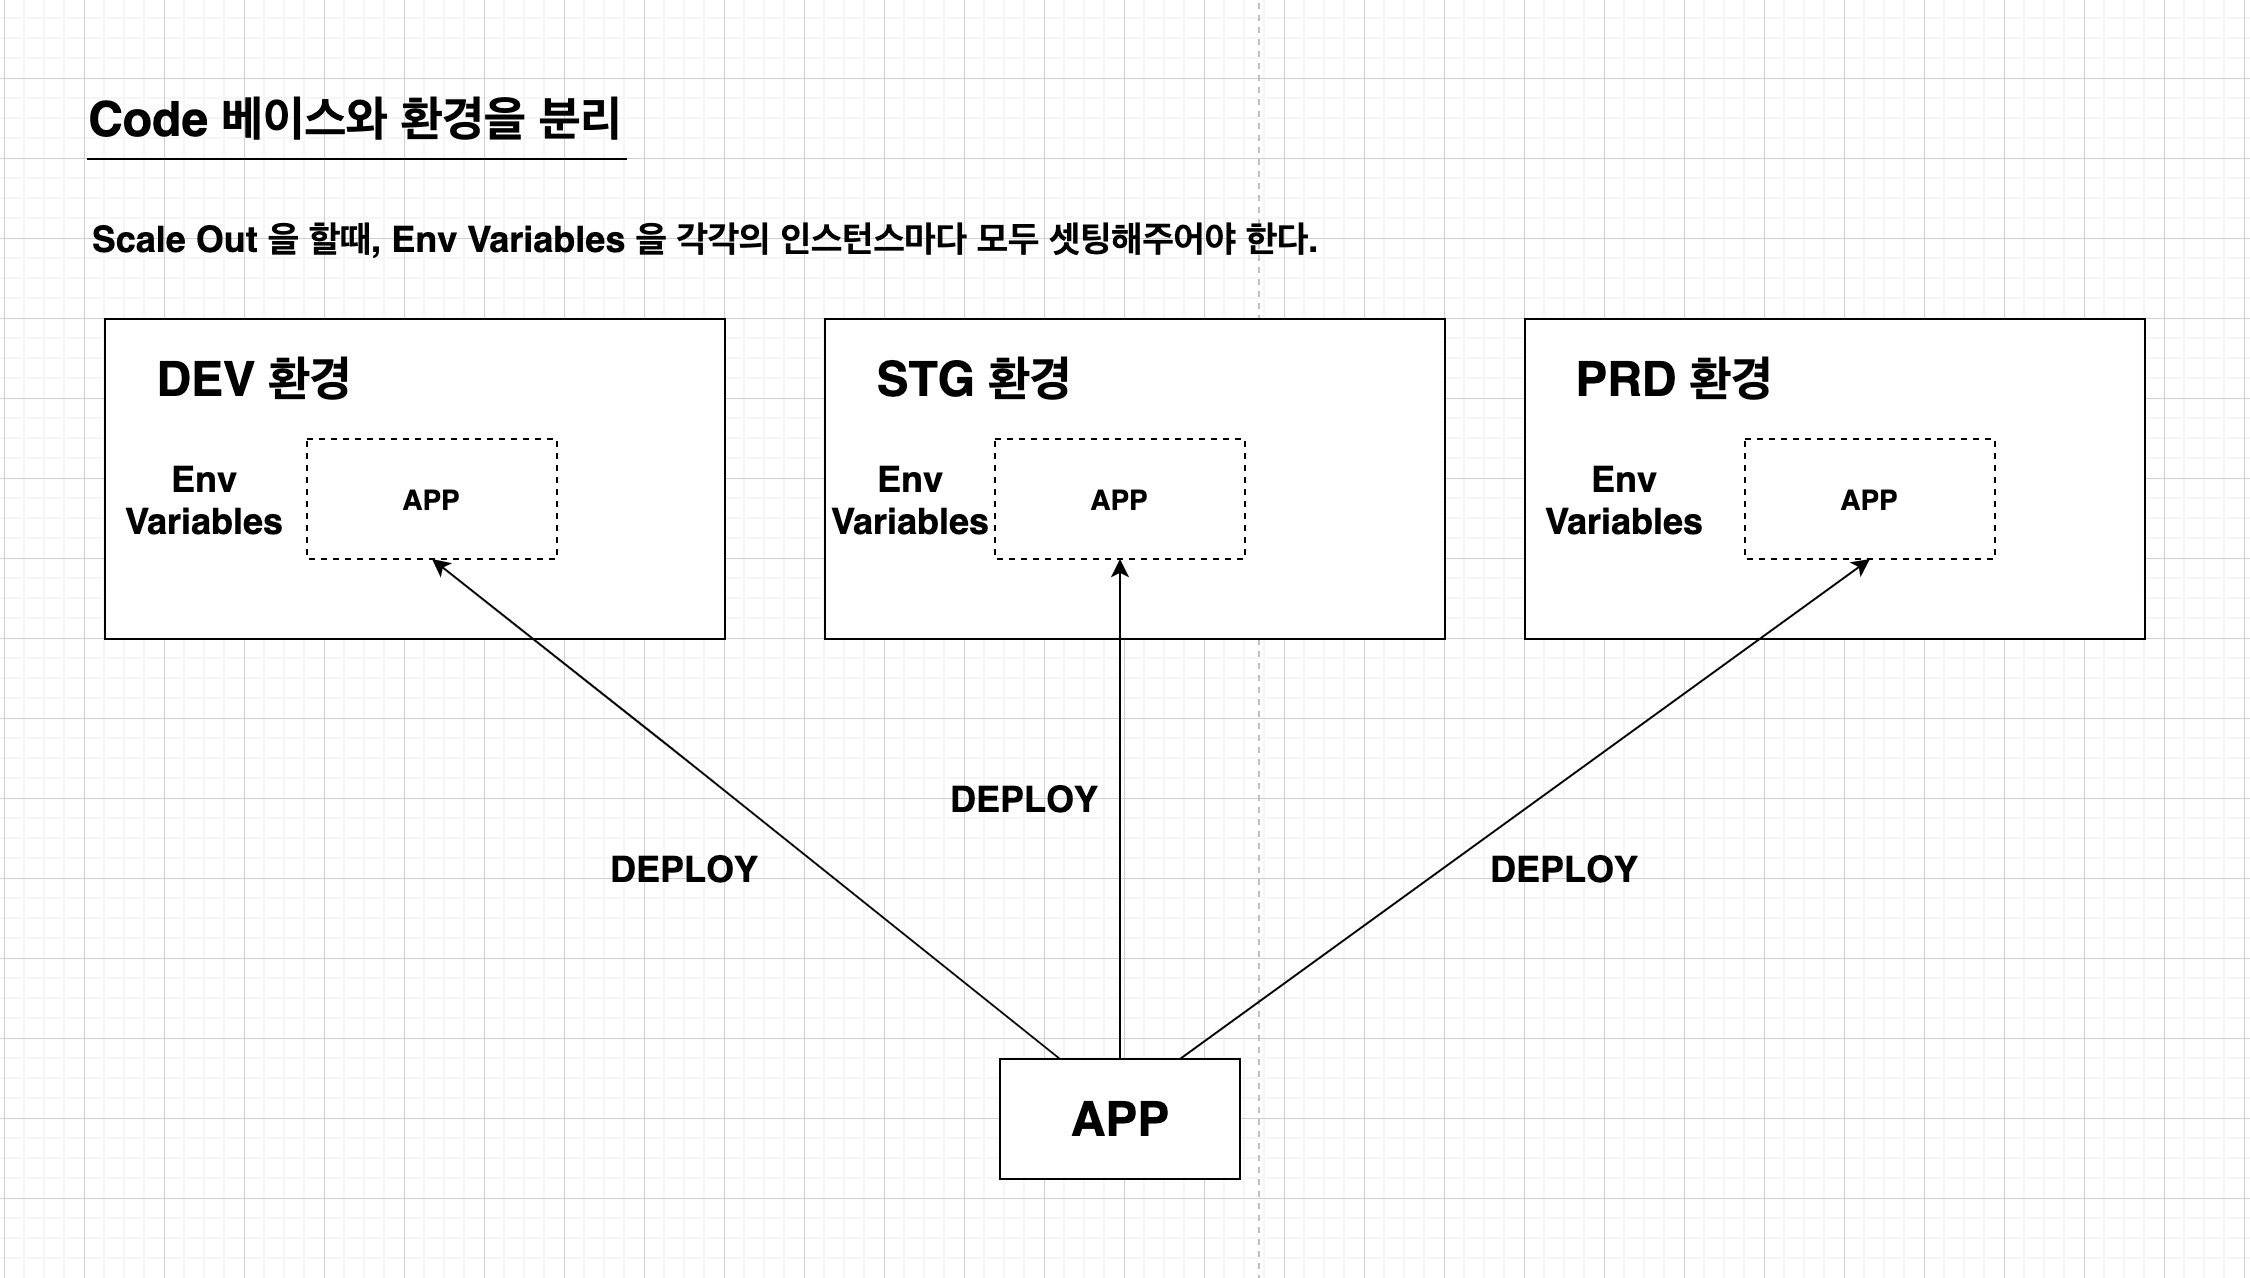 Code 베이스와 환경을 분리
Scale Out 을 할때, Env Variables 을 각각의 인스턴스마다 모두 셋팅해주어야 한다.
DEV 환경
Env
Variables
APP
STG 환경
Env
Variables
APP
PRD 환경
Env
Variables
APP
DEPLOY
DEPLOY
DEPLOY
APP